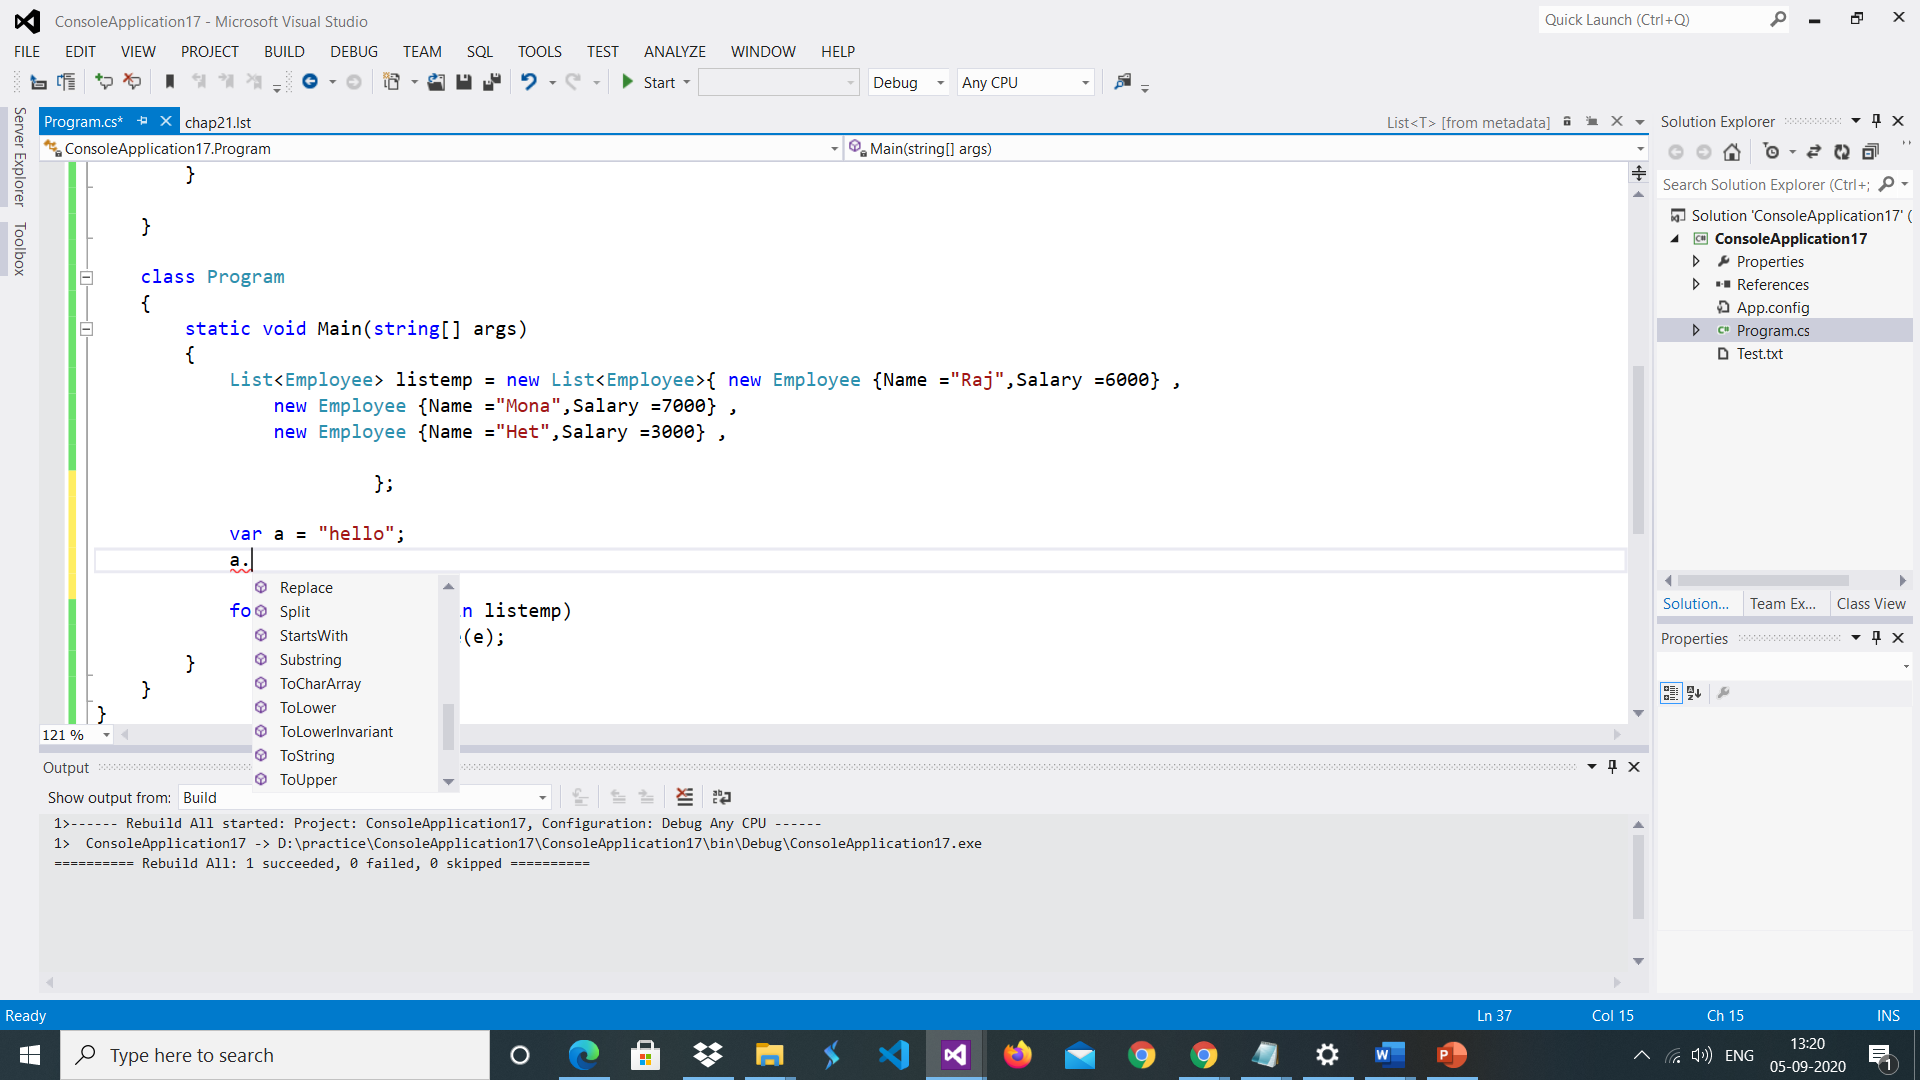 ConsoleApplication17 - Microsoft Visual Studio
Quick Launch (Ctrl+Q)
FILE EDIT VIEW PROJECT BUILD DEBUG TEAM SQL TOOLS TEST ANALYZE WINDOW HELP
Start Debug Any CPU
Server Explorer
Toolbox
Program.cs* chap21.lst List<T> [from metadata]
ConsoleApplication17.Program Main(string[] args)
}
}
class Program
{
static void Main(string[] args)
{
List<Employee> listemp = new List<Employee>{ new Employee {Name ="Raj",Salary =6000} ,
new Employee {Name ="Mona",Salary =7000} ,
new Employee {Name ="Het",Salary =3000} ,
};
var a = "hello";
a.
Replace
Split
StartsWith
Substring
ToCharArray
ToLower
ToLowerInvariant
ToString
ToUpper
fo n listemp)
(e);
}
}
}
121 %
Output
Show output from: Build
1>------ Rebuild All started: Project: ConsoleApplication17, Configuration: Debug Any CPU ------
1>  ConsoleApplication17 -> D:\practice\ConsoleApplication17\ConsoleApplication17\bin\Debug\ConsoleApplication17.exe
========== Rebuild All: 1 succeeded, 0 failed, 0 skipped ==========
Solution Explorer
Search Solution Explorer (Ctrl+;
Solution 'ConsoleApplication17' (
ConsoleApplication17
Properties
References
App.config
Program.cs
Test.txt
Solution... Team Ex... Class View
Properties
Ready Ln 37 Col 15 Ch 15 INS
Type here to search
ENG
13:20
05-09-2020
1